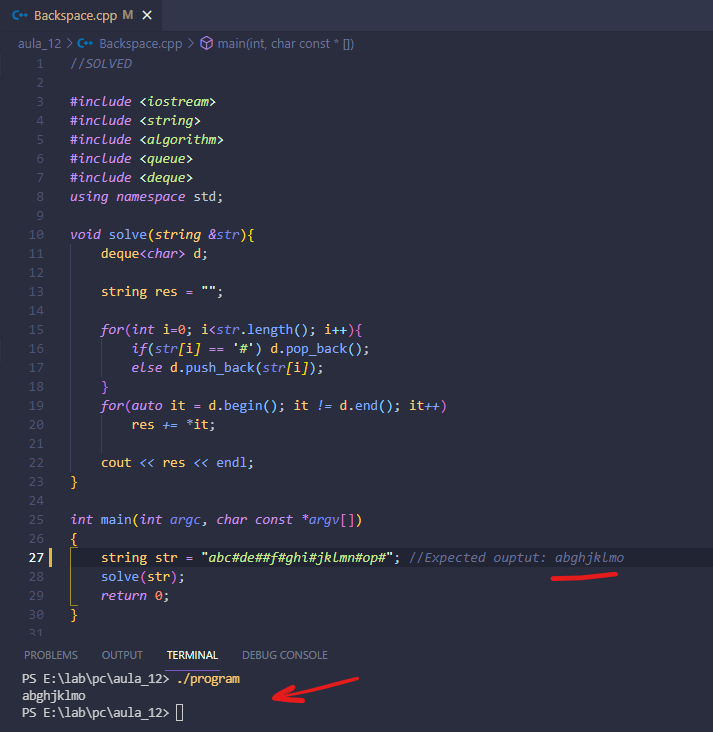 Backspace.cpp M
aula_12 > Backspace.cpp > main(int, char const * [])
1 //SOLVED
2
3 #include <iostream>
4 #include <string>
5 #include <algorithm>
6 #include <queue>
7 #include <deque>
8 using namespace std;
9
10 void solve(string &str){
11 deque<char> d;
12
13 string res = "";
14
15 for(int i=0; i<str.length(); i++){
16 if(str[i] == '#') d.pop_back();
17 else d.push_back(str[i]);
18 }
19 for(auto it = d.begin(); it != d.end(); it++)
20 res += *it;
21
22 cout << res << endl;
23 }
24
25 int main(int argc, char const *argv[])
26 {
27 string str = "abc#de##f#ghi#jklmn#op#"; //Expected ouptut: abghjklmo
28 solve(str);
29 return 0;
30 }
31
PROBLEMS OUTPUT TERMINAL DEBUG CONSOLE
PS E:\lab\pc\aula_12> ./program
abghjklmo
PS E:\lab\pc\aula_12>